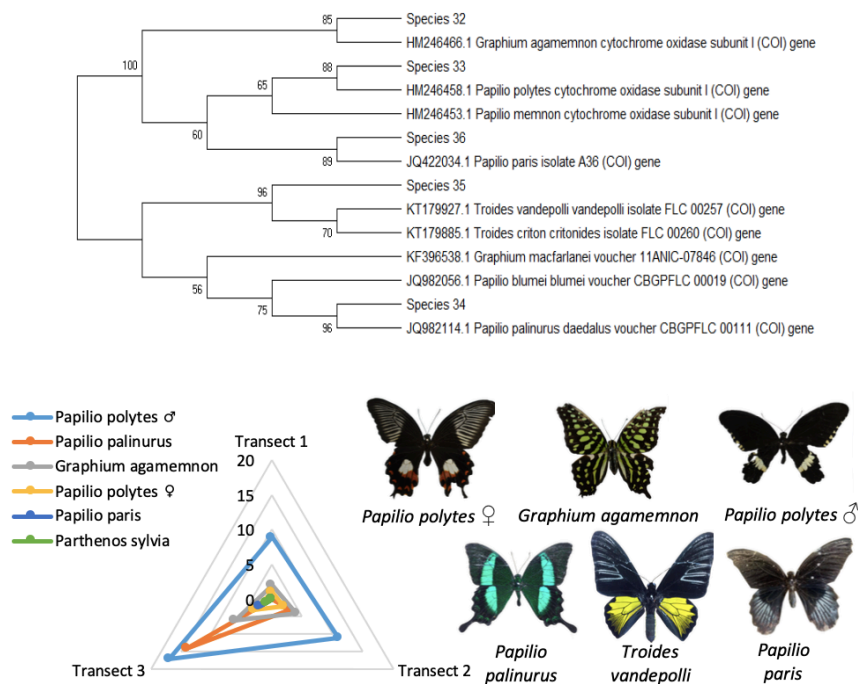 85
Species 32
HM246466.1 Graphium agamemnon cytochrome oxidase subunit I (COI) gene
100
88
Species 33
65
HM246458.1 Papilio polytes cytochrome oxidase subunit I (COI) gene
HM246453.1 Papilio memnon cytochrome oxidase subunit I (COI) gene
60
Species 36
89
JQ422034.1 Papilio paris isolate A36 (COI) gene
96
Species 35
KT179927.1 Troides vandepolli vandepolli isolate FLC 00257 (COI) gene
70
KT179885.1 Troides criton critonides isolate FLC 00260 (COI) gene
KF396538.1 Graphium macfarlanei voucher 11ANIC-07846 (COI) gene
56
JQ982056.1 Papilio blumei blumei voucher CBGPFLC 00019 (COI) gene
75
Species 34
96
JQ982114.1 Papilio palinurus daedalus voucher CBGPFLC 00111 (COI) gene
Papilio polytes ♂
Papilio palinurus
Graphium agamemnon
Papilio polytes ♀
Papilio paris
Parthenos sylvia
Transect 1
20
15
10
5
0
Transect 3
Transect 2
Papilio polytes ♀
Graphium agamemnon
Papilio polytes ♂
Papilio
palinurus
Troides
vandepolli
Papilio
paris